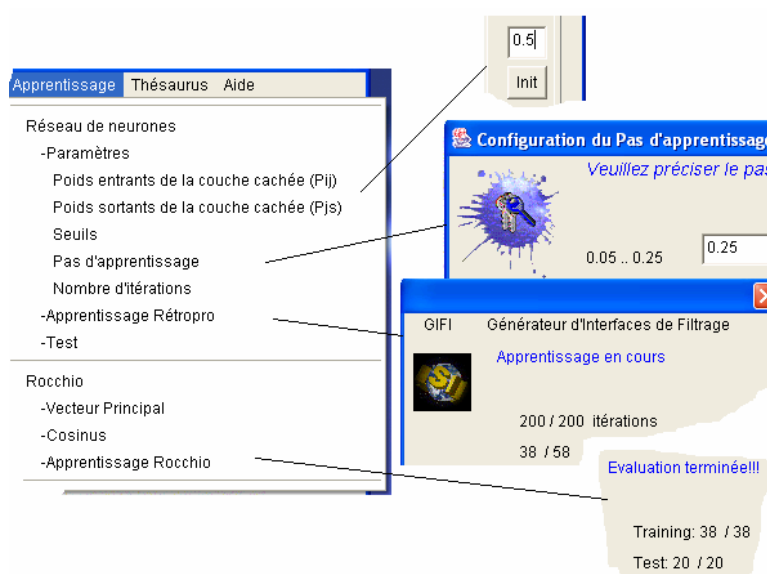 0.5
Init
Apprentissage Thésaurus Aide
Réseau de neurones
-Paramètres
Poids entrants de la couche cachée (Pij)
Poids sortants de la couche cachée (Pjs)
Seuils
Pas d'apprentissage
Nombre d'itérations
-Apprentissage Rétropro
-Test
Rocchio
-Vecteur Principal
-Cosinus
-Apprentissage Rocchio
Configuration du Pas d'apprentissage
Veuillez préciser le pas
0.05 .. 0.25
0.25
GIFI Générateur d'Interfaces de Filtrage
Apprentissage en cours
200 / 200 itérations
38 / 58
Evaluation terminée!!!
Training: 38 / 38
Test: 20 / 20